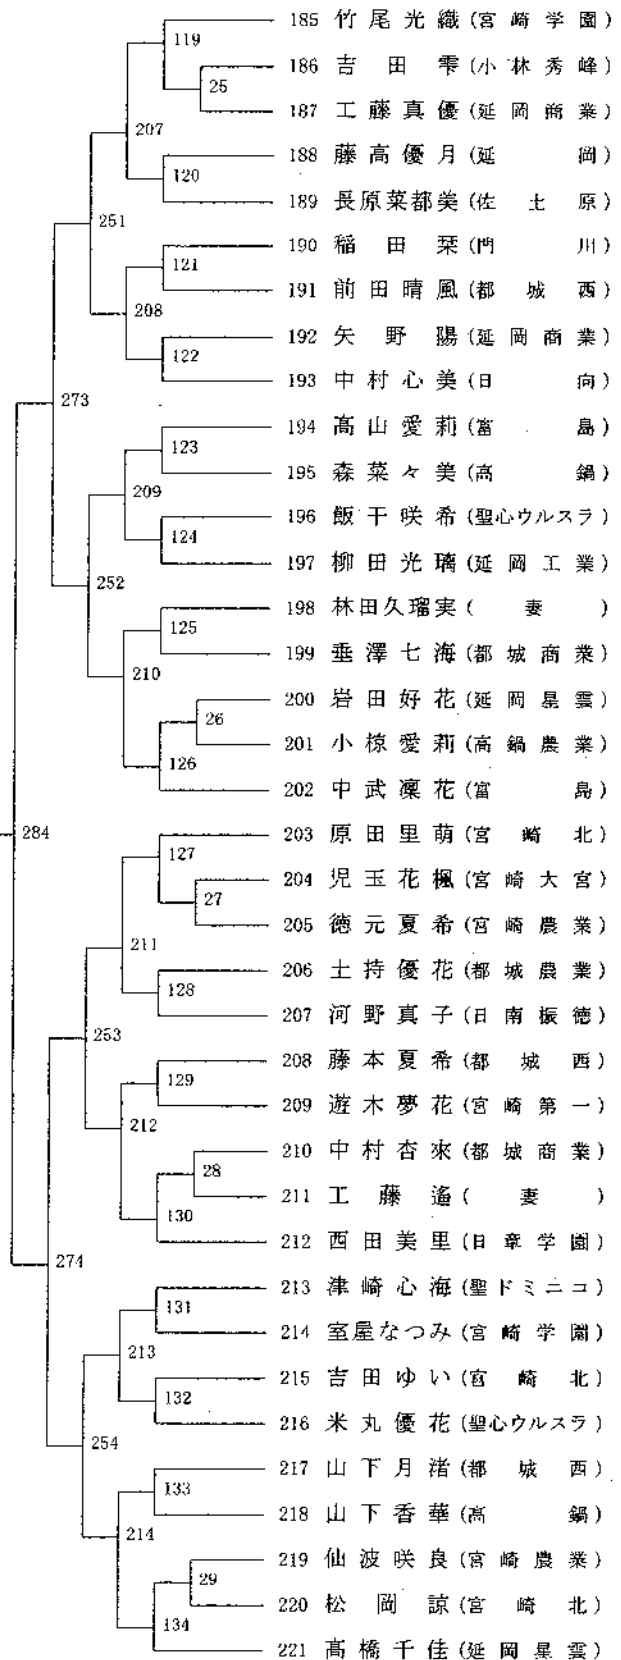 185 竹尾光織(宮崎学園)
119
186 吉田雫(小林秀峰)
25
187 工藤真優(延岡商業)
207
188 藤高優月(延岡)
120
189 長原菜都美(佐土原)
251
190 稲田栞(門川)
121
191 前田晴風(都城西)
208
192 矢野陽(延岡商業)
122
193 中村心美(日向)
273
194 高山愛莉(富島)
123
195 森菜々美(高鍋)
209
196 飯干咲希(聖心ウルスラ)
124
197 柳田光璃(延岡工業)
252
198 林田久瑠実(妻)
125
199 垂澤七海(都城商業)
210
200 岩田好花(延岡星雲)
26
201 小椋愛莉(高鍋農業)
126
202 中武凜花(富島)
284
203 原田里萌(宮崎北)
127
204 児玉花楓(宮崎大宮)
27
205 徳元夏希(宮崎農業)
211
206 土持優花(都城農業)
128
207 河野真子(日南振徳)
253
208 藤本夏希(都城西)
129
209 遊木夢花(宮崎第一)
212
210 中村杏來(都城商業)
28
211 工藤遙(妻)
130
212 西田美里(日章学園)
274
213 津崎心海(聖ドミニコ)
131
214 室屋なつみ(宮崎学園)
213
215 吉田ゆい(宮崎北)
132
216 米丸優花(聖心ウルスラ)
254
217 山下月渚(都城西)
133
218 山下香華(高鍋)
214
219 仙波咲良(宮崎農業)
29
220 松岡諒(宮崎北)
134
221 髙橋千佳(延岡星雲)